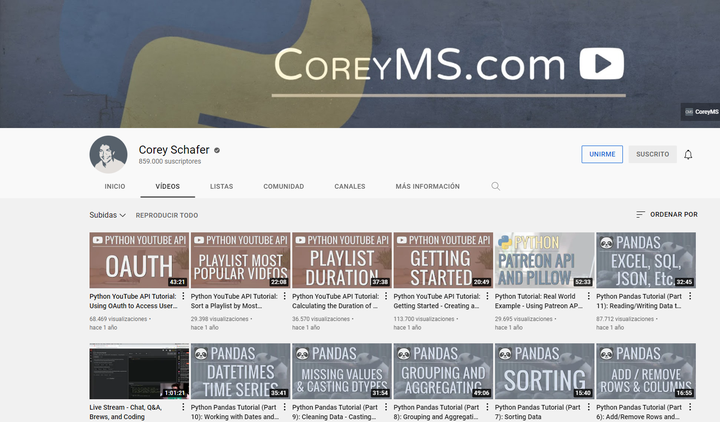 COREYMS.com
CoreyMS
Corey Schafer
859.000 suscriptores
UNIRME
SUSCRITO
INICIO
VÍDEOS
LISTAS
COMUNIDAD
CANALES
MÁS INFORMACIÓN
Subidas
REPRODUCIR TODO
ORDENAR POR
PYTHON YOUTUBE API
OAUTH
43:21
Python YouTube API Tutorial:
Using OAuth to Access User...
68.469 visualizaciones •
hace 1 año
PYTHON YOUTUBE API
PLAYLIST MOST
POPULAR VIDEOS
22:08
Python YouTube API Tutorial:
Sort a Playlist by Most...
29.398 visualizaciones •
hace 1 año
PYTHON YOUTUBE API
PLAYLIST
DURATION
37:38
Python YouTube API Tutorial:
Calculating the Duration of ...
36.570 visualizaciones •
hace 1 año
PYTHON YOUTUBE API
GETTING
STARTED
20:49
Python YouTube API Tutorial:
Getting Started - Creating a...
113.700 visualizaciones •
hace 1 año
PYTHON
PATREON API
AND PILLOW
52:33
Python Tutorial: Real World
Example - Using Patreon AP...
29.695 visualizaciones •
hace 1 año
PANDAS
EXCEL, SQL,
JSON, Etc.
32:45
Python Pandas Tutorial (Part
11): Reading/Writing Data t...
87.712 visualizaciones •
hace 1 año
1:01:21
Live Stream - Chat, Q&A,
Brews, and Coding
PANDAS
DATETIMES
TIME SERIES
35:41
Python Pandas Tutorial (Part
10): Working with Dates and...
PANDAS
MISSING VALUES
& CASTING DTYPES
31:54
Python Pandas Tutorial (Part
9): Cleaning Data - Casting...
PANDAS
GROUPING AND
AGGREGATING
49:06
Python Pandas Tutorial (Part
8): Grouping and Aggregati...
PANDAS
SORTING
15:40
Python Pandas Tutorial (Part
7): Sorting Data
PANDAS
ADD / REMOVE
ROWS & COLUMNS
16:55
Python Pandas Tutorial (Part
6): Add/Remove Rows and...